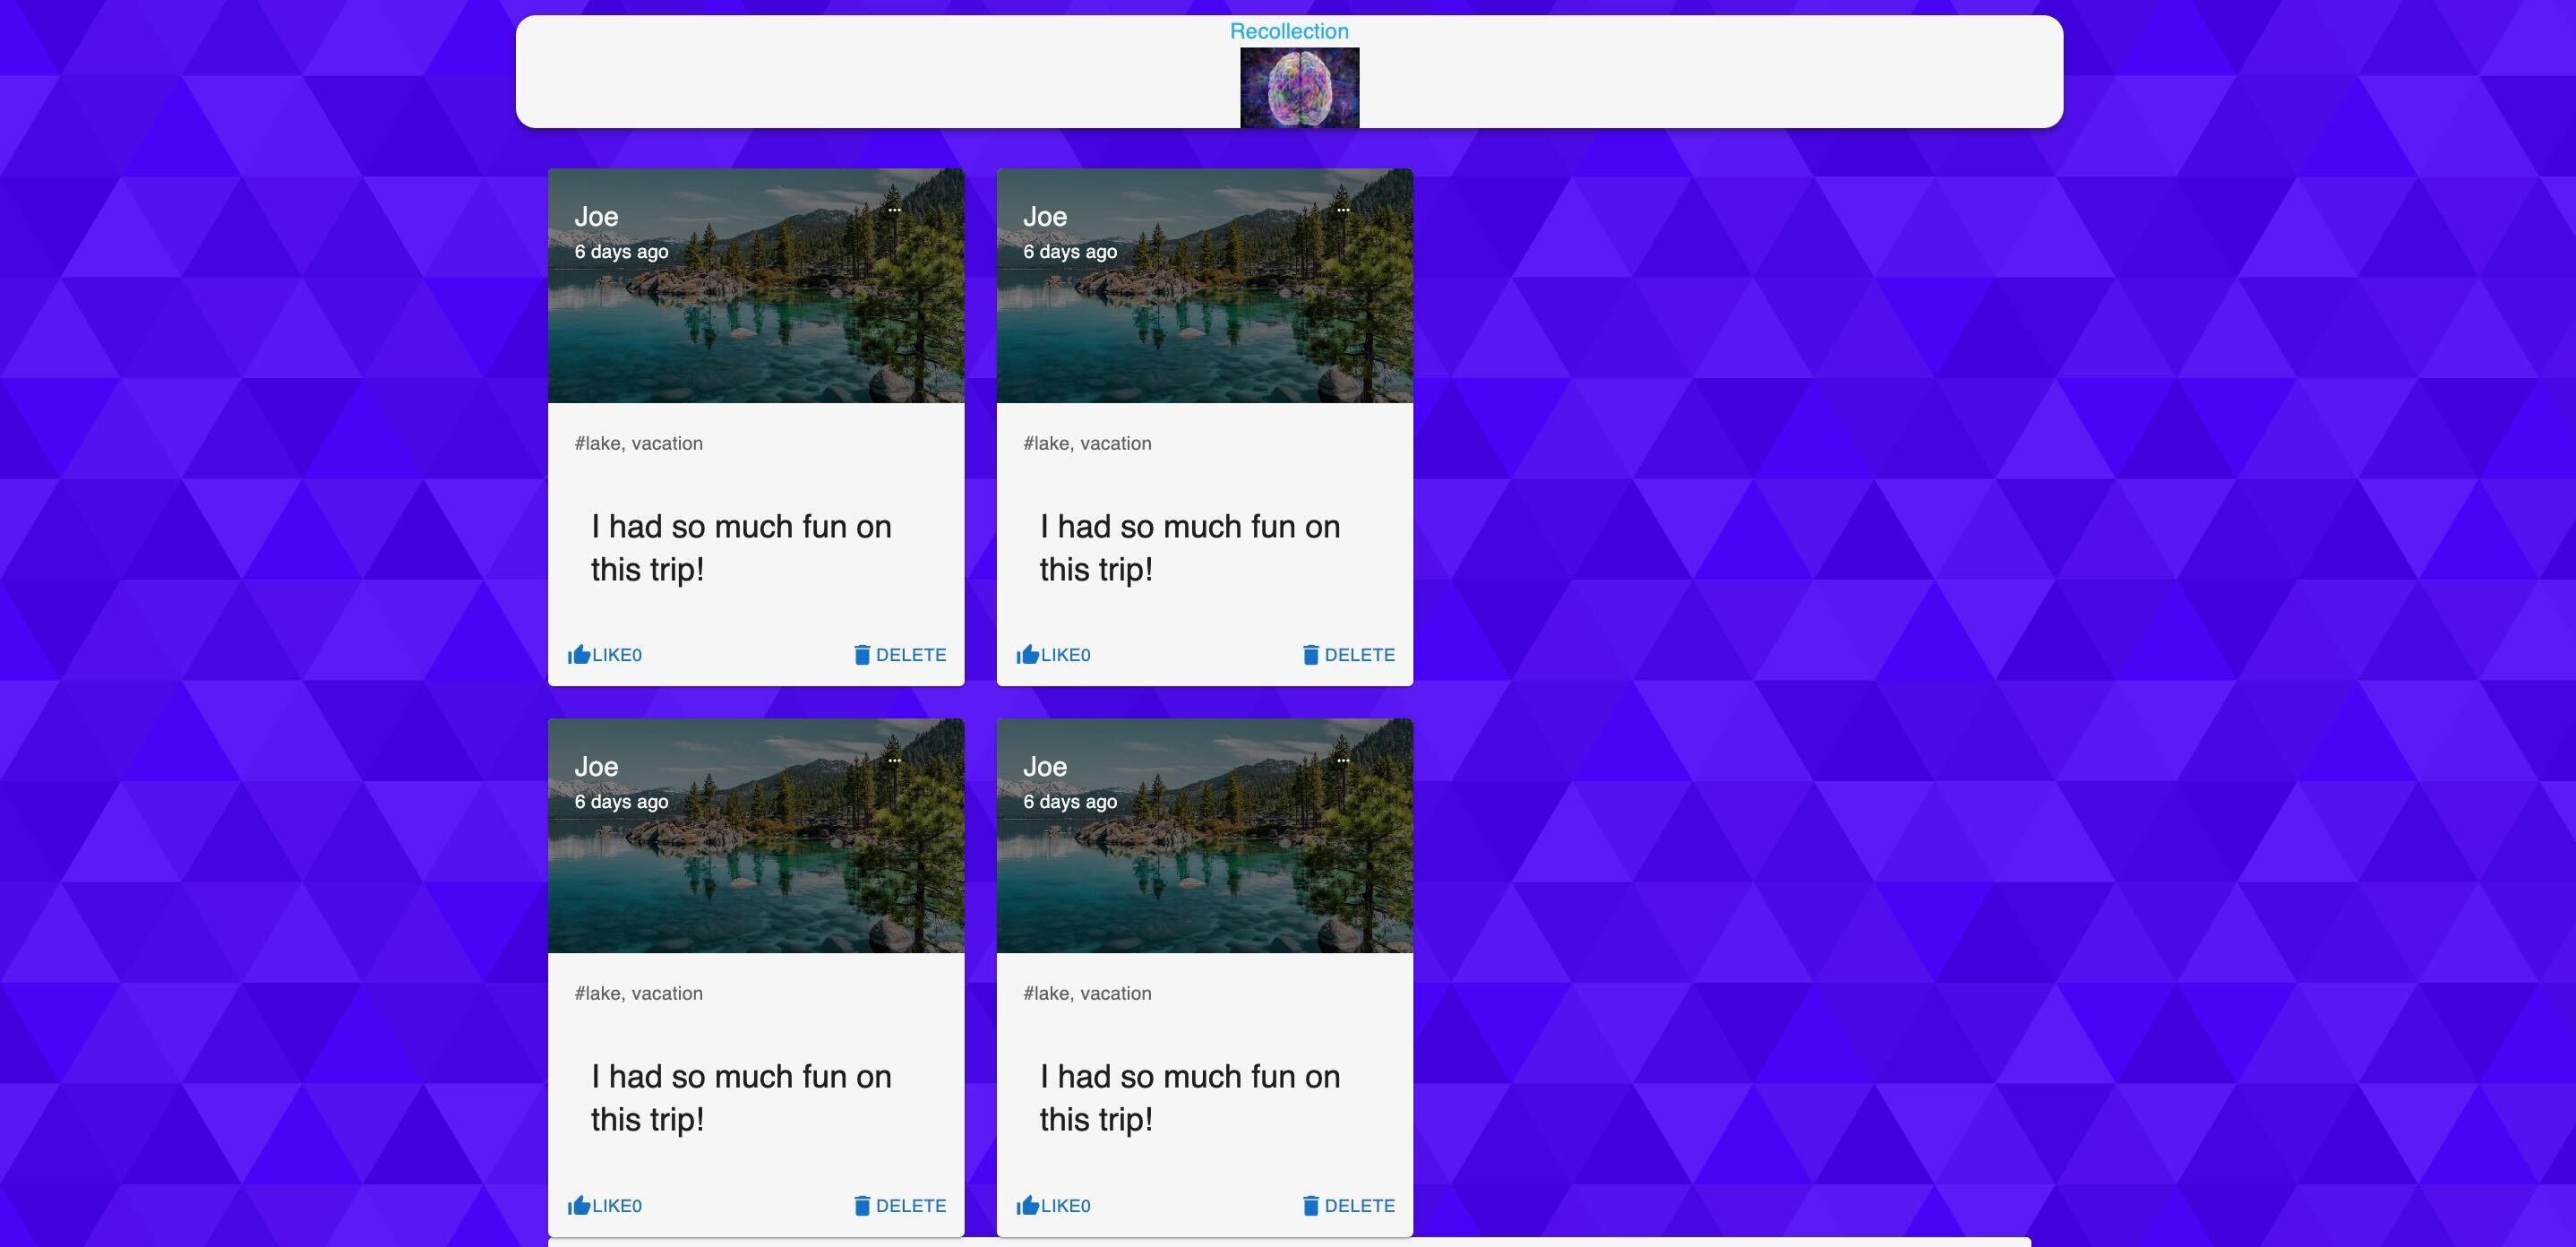 Recollection
Joe
...
6 days ago
#lake, vacation
I had so much fun on
this trip!
LIKE0
DELETE
Joe
...
6 days ago
#lake, vacation
I had so much fun on
this trip!
LIKE0
DELETE
Joe
...
6 days ago
#lake, vacation
I had so much fun on
this trip!
LIKE0
DELETE
Joe
...
6 days ago
#lake, vacation
I had so much fun on
this trip!
LIKE0
DELETE